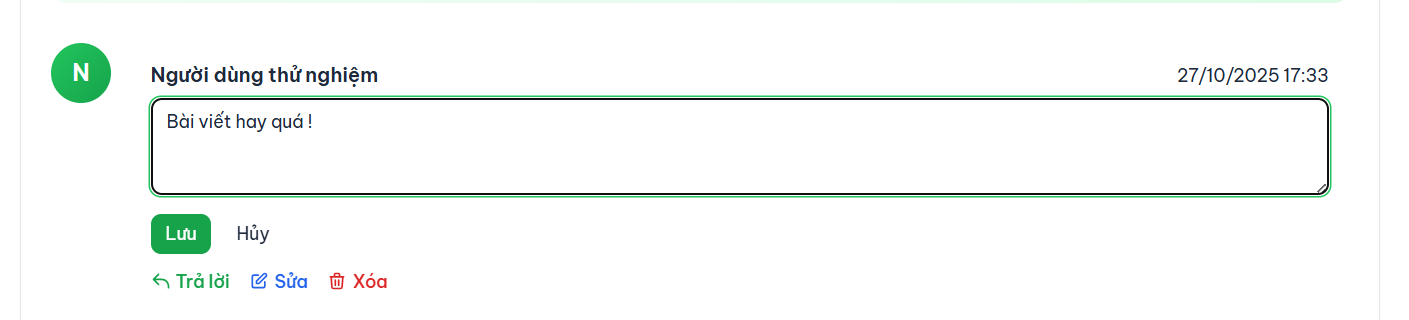 N
Người dùng thử nghiệm 27/10/2025 17:33
Bài viết hay quá !
Lưu Hủy
Trả lời Sửa Xóa